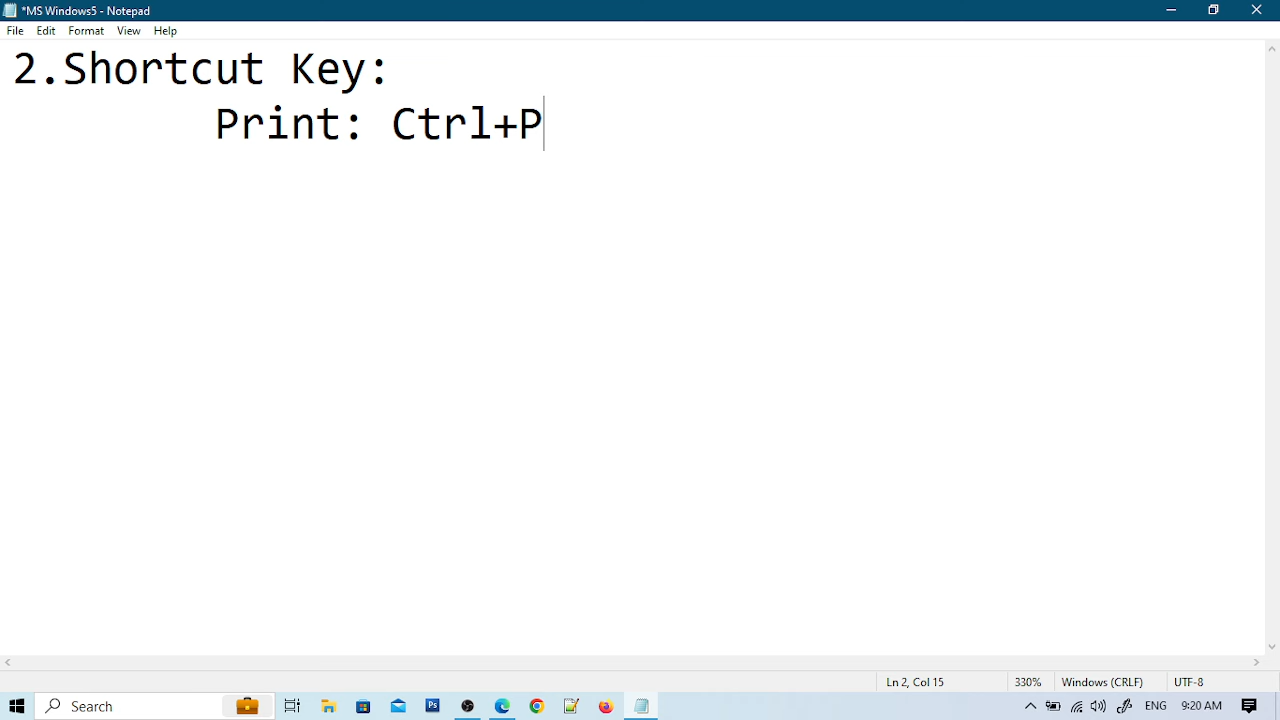 *MS Windows5 - Notepad
File Edit Format View Help
2.Shortcut Key:
Print: Ctrl+P
Ln 2, Col 15 330% Windows (CRLF) UTF-8
Search Ps ENG 9:20 AM